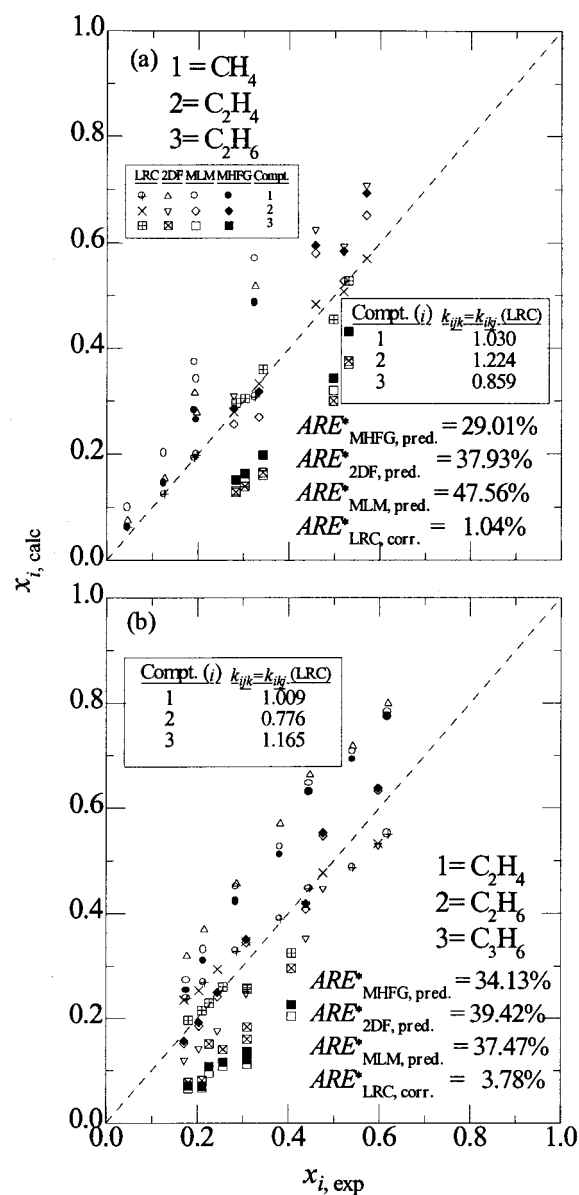 1.0
(a)
1 = CH4
2= C2H4
3= C2H6
0.8
LRC 2DF MLM MHFG Compt.
1
2
3
0.6
Compt. (i) kijk=kikj (LRC)
1 1.030
2 1.224
3 0.859
0.4
ARE*MHFG, pred. = 29.01%
ARE*2DF, pred. = 37.93%
0.2
ARE*MLM, pred. = 47.56%
ARE*LRC, corr. = 1.04%
0.0
xi, calc
1.0
(b)
Compt. (i) kijk=kikj (LRC)
1 1.009
2 0.776
3 1.165
0.8
0.6
1= C2H4
2= C2H6
3= C3H6
0.4
ARE*MHFG, pred. = 34.13%
ARE*2DF, pred. = 39.42%
0.2
ARE*MLM, pred. = 37.47%
ARE*LRC, corr. = 3.78%
0.0
0.0 0.2 0.4 0.6 0.8 1.0
xi, exp